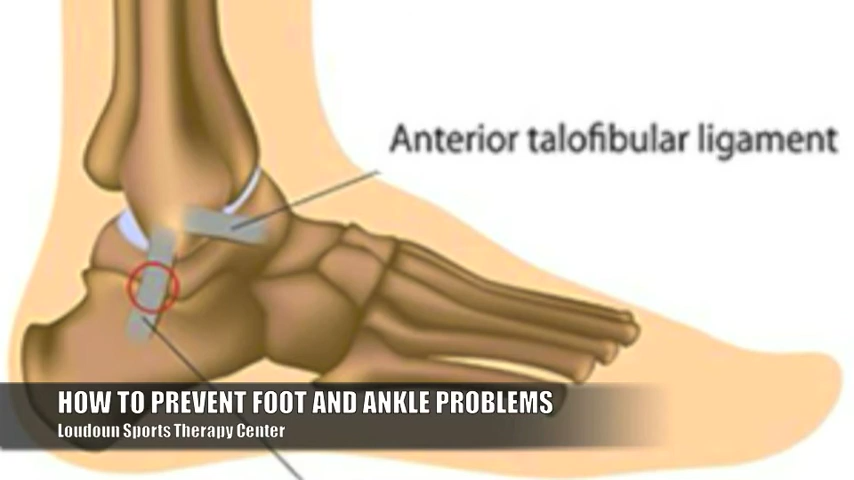 Anterior talofibular ligament
HOW TO PREVENT FOOT AND ANKLE PROBLEMS
Loudoun Sports Therapy Center